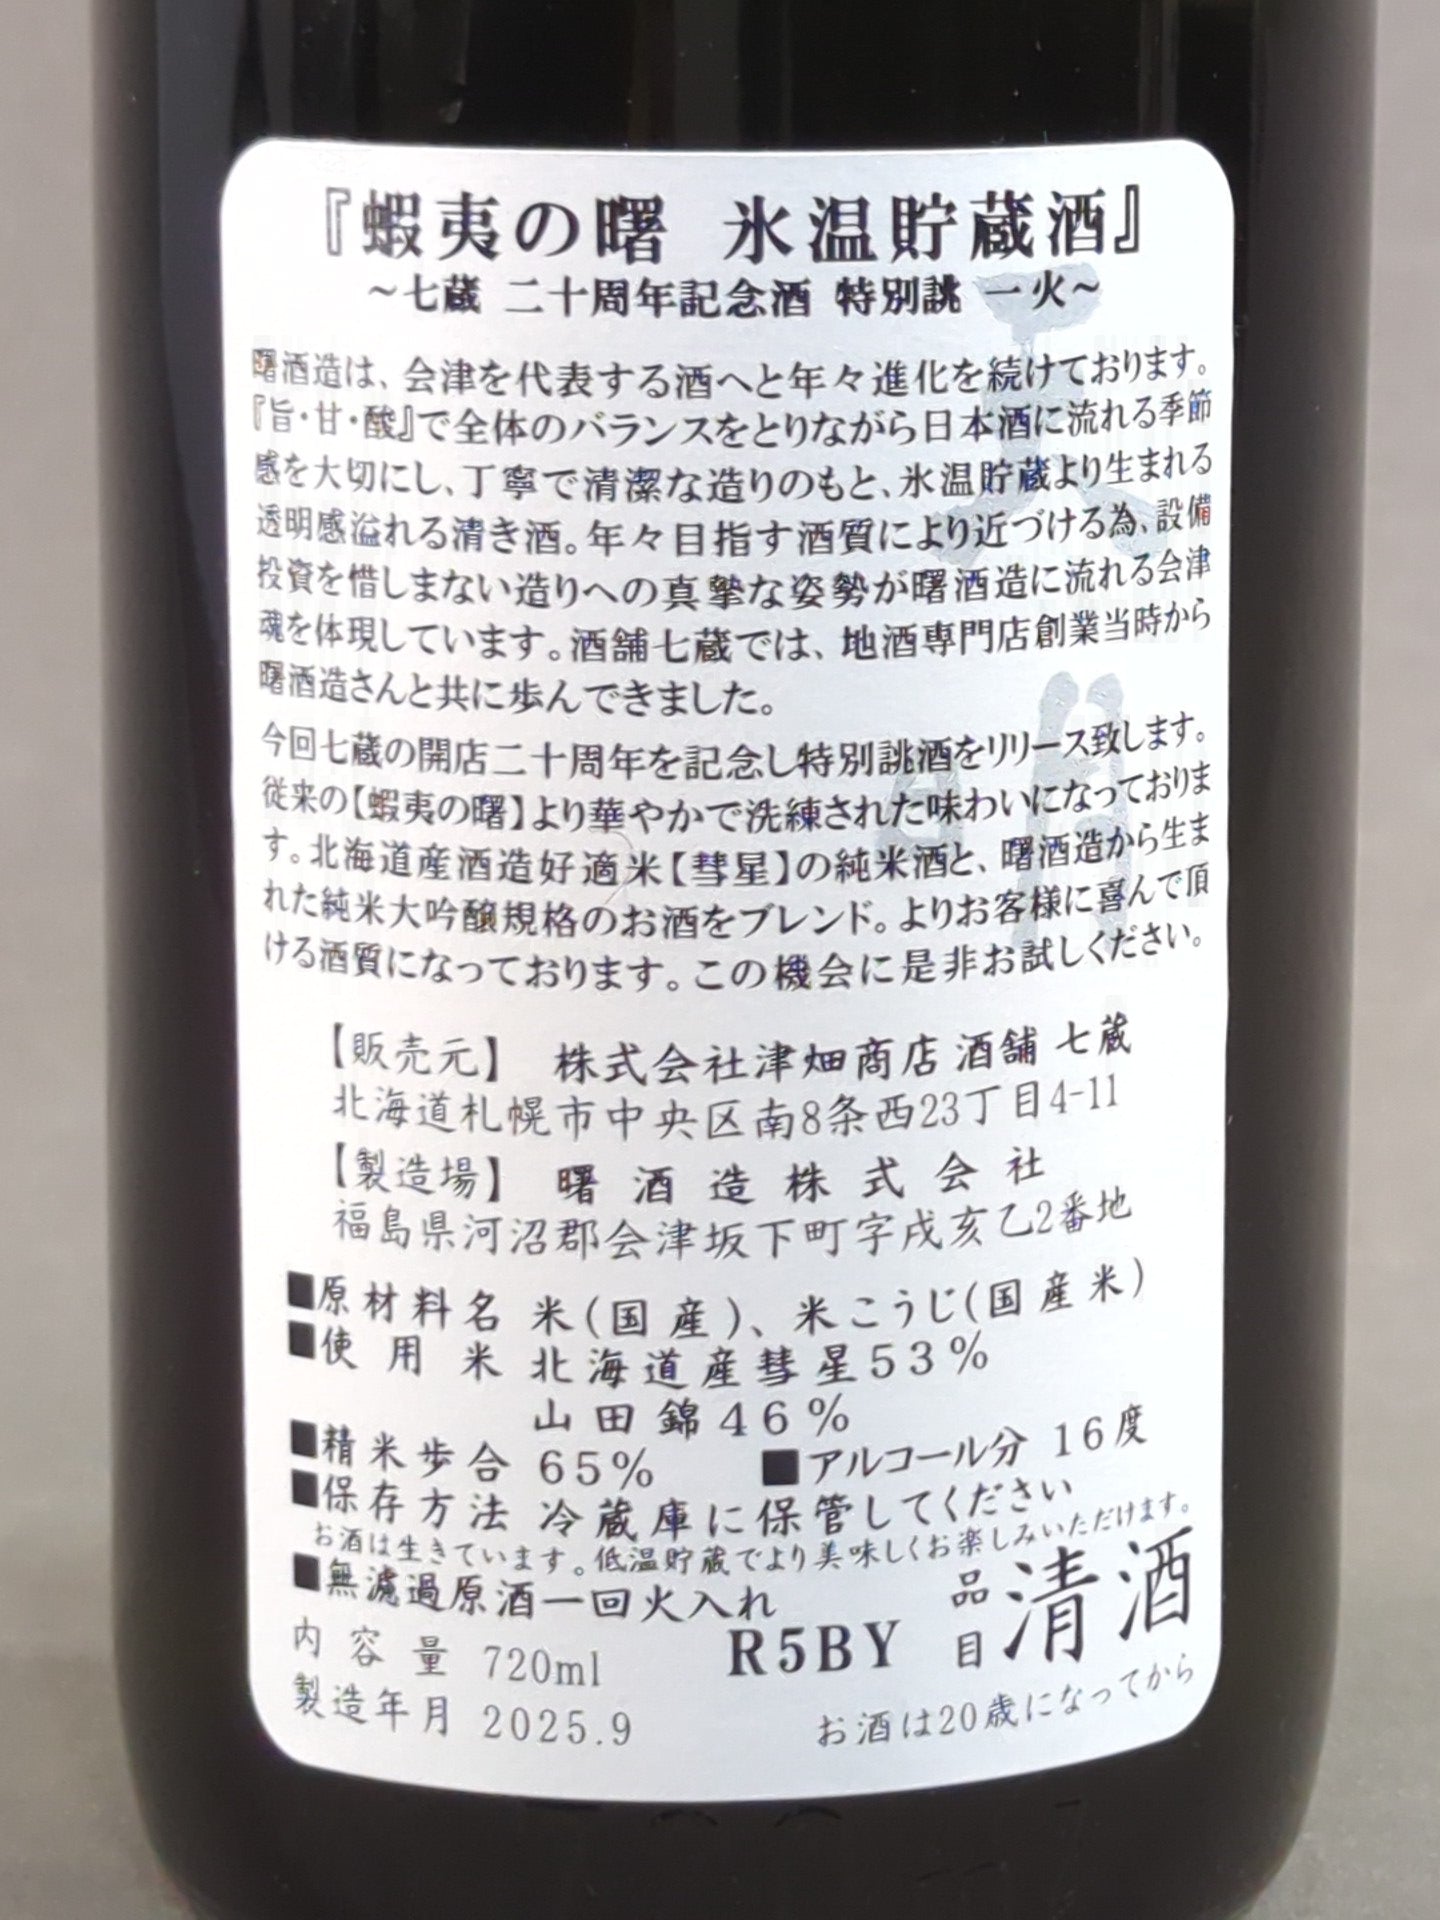 『蝦夷の曙 氷温貯蔵酒』
～七蔵 二十周年記念酒 特別誂 一火～
曙酒造は、会津を代表する酒へと年々進化を続けております。
『旨・甘・酸』で全体のバランスをとりながら日本酒に流れる季節
感を大切にし、丁寧で清潔な造りのもと、氷温貯蔵より生まれる
透明感溢れる清き酒。年々目指す酒質により近づける為、設備
投資を惜しまない造りへの真摯な姿勢が曙酒造に流れる会津
魂を体現しています。酒舗七蔵では、地酒専門店創業当時から
曙酒造さんと共に歩んできました。
今回七蔵の開店二十周年を記念し特別誂酒をリリース致します。
従来の【蝦夷の曙】より華やかで洗練された味わいになっておりま
す。北海道産酒造好適米【彗星】の純米酒と、曙酒造から生ま
れた純米大吟醸規格のお酒をブレンド。よりお客様に喜んで頂
ける酒質になっております。この機会に是非お試しください。
【販売元】 株式会社津畑商店 酒舗 七蔵
北海道札幌市中央区南8条西23丁目4-11
【製造場】 曙酒造株式会社
福島県河沼郡会津坂下町字戌亥乙2番地
■原材料名 米(国産)、米こうじ(国産米)
■使用米 北海道産彗星53%
山田錦46%
■精米歩合 65% ■アルコール分 16度
■保存方法 冷蔵庫に保管してください
お酒は生きています。低温貯蔵でより美味しくお楽しみいただけます。
■無濾過原酒一回火入れ
内容量 720ml R5BY 品目 清酒
製造年月 2025.9 お酒は20歳になってから